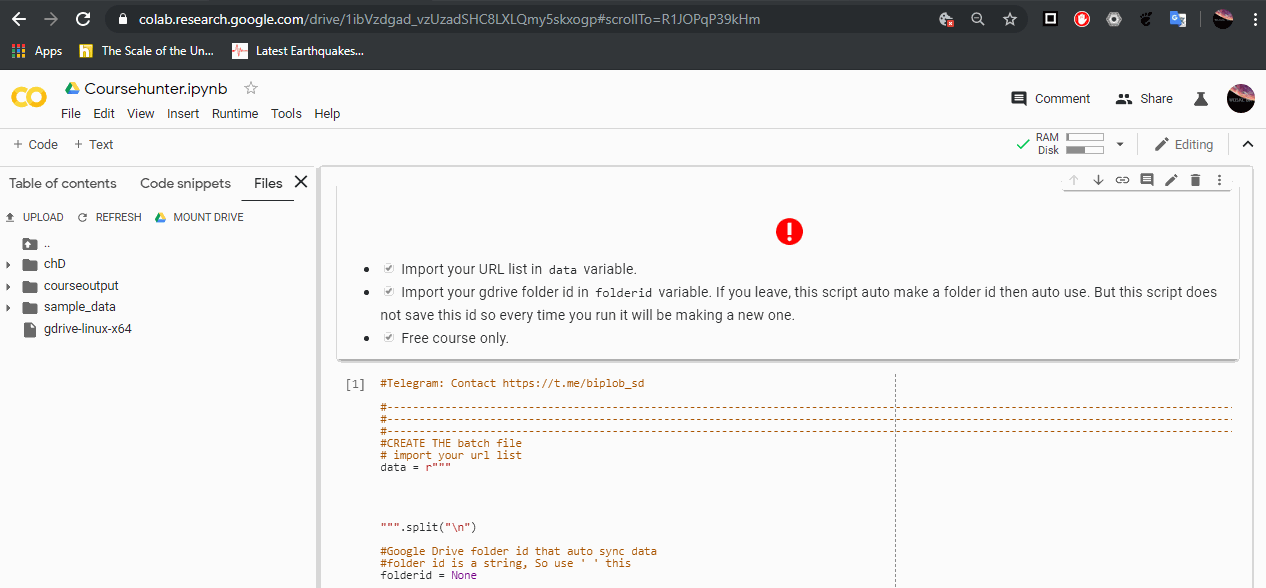 colab.research.google.com/drive/1ibVzdgad_vzUzadSHC8LXLQmy5skxogp#scrollTo=R1JOPqP39kHm
Apps The Scale of the Un... Latest Earthquakes...
Coursehunter.ipynb
File Edit View Insert Runtime Tools Help
Comment Share
+ Code + Text
RAM
Disk
Editing
Table of contents Code snippets Files
UPLOAD REFRESH MOUNT DRIVE
..
chD
courseoutput
sample_data
gdrive-linux-x64
Import your URL list in data variable.
Import your gdrive folder id in folderid variable. If you leave, this script auto make a folder id then auto use. But this script does
not save this id so every time you run it will be making a new one.
Free course only.
[1] #Telegram: Contact https://t.me/biplob_sd
#------------------------------------------------------------
#------------------------------------------------------------
#------------------------------------------------------------
#CREATE THE batch file
# import your url list
data = r"""
""".split("\n")
#Google Drive folder id that auto sync data
#folder id is a string, So use ' ' this
folderid = None